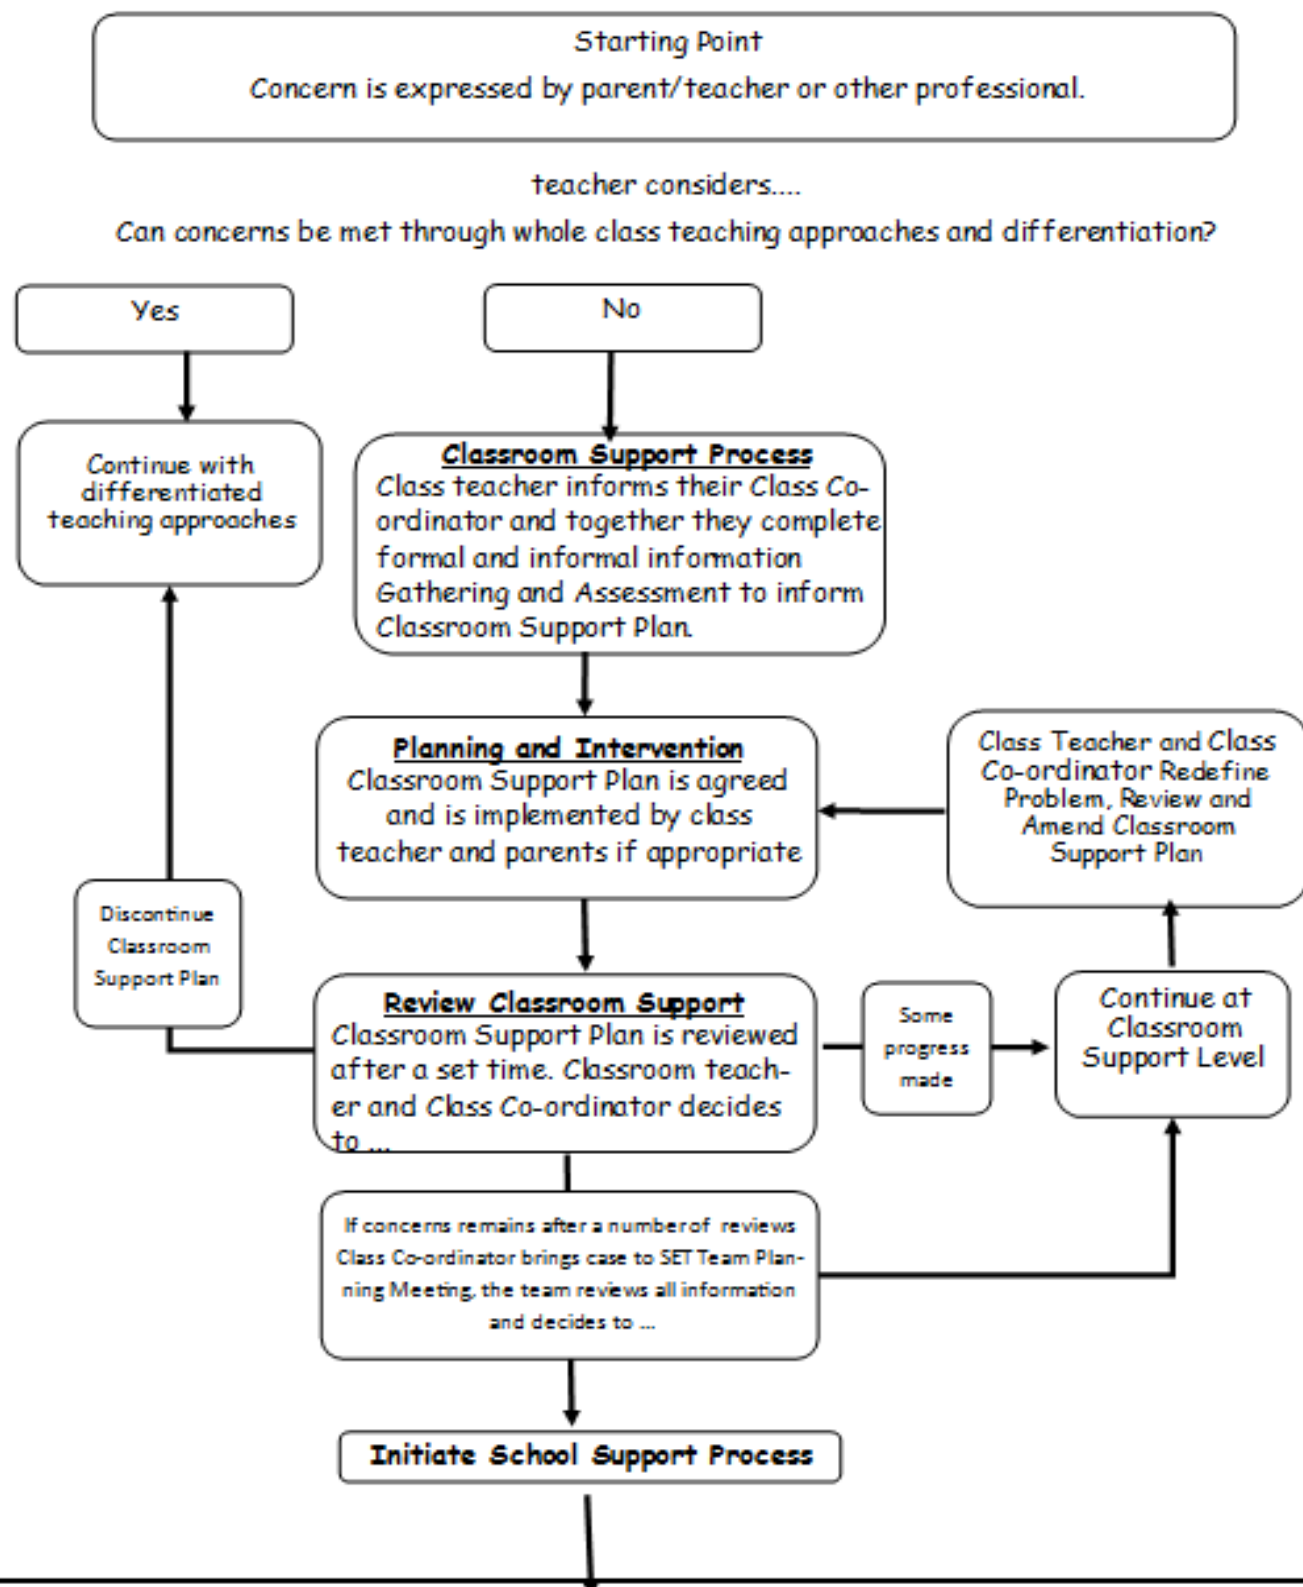 Starting Point
Concern is expressed by parent/teacher or other professional.
teacher considers....
Can concerns be met through whole class teaching approaches and differentiation?
Yes
No
Continue with
differentiated
teaching approaches
Classroom Support Process
Class teacher informs their Class Co-
ordinator and together they complete
formal and informal information
Gathering and Assessment to inform
Classroom Support Plan.
Planning and Intervention
Classroom Support Plan is agreed
and is implemented by class
teacher and parents if appropriate
Class Teacher and Class
Co-ordinator Redefine
Problem, Review and
Amend Classroom
Support Plan
Discontinue
Classroom
Support Plan
Review Classroom Support
Classroom Support Plan is reviewed
after a set time. Classroom teach-
er and Class Co-ordinator decides
to ...
Some
progress
made
Continue at
Classroom
Support Level
If concerns remains after a number of reviews
Class Co-ordinator brings case to SET Team Plan-
ning Meeting, the team reviews all information
and decides to ...
Initiate School Support Process